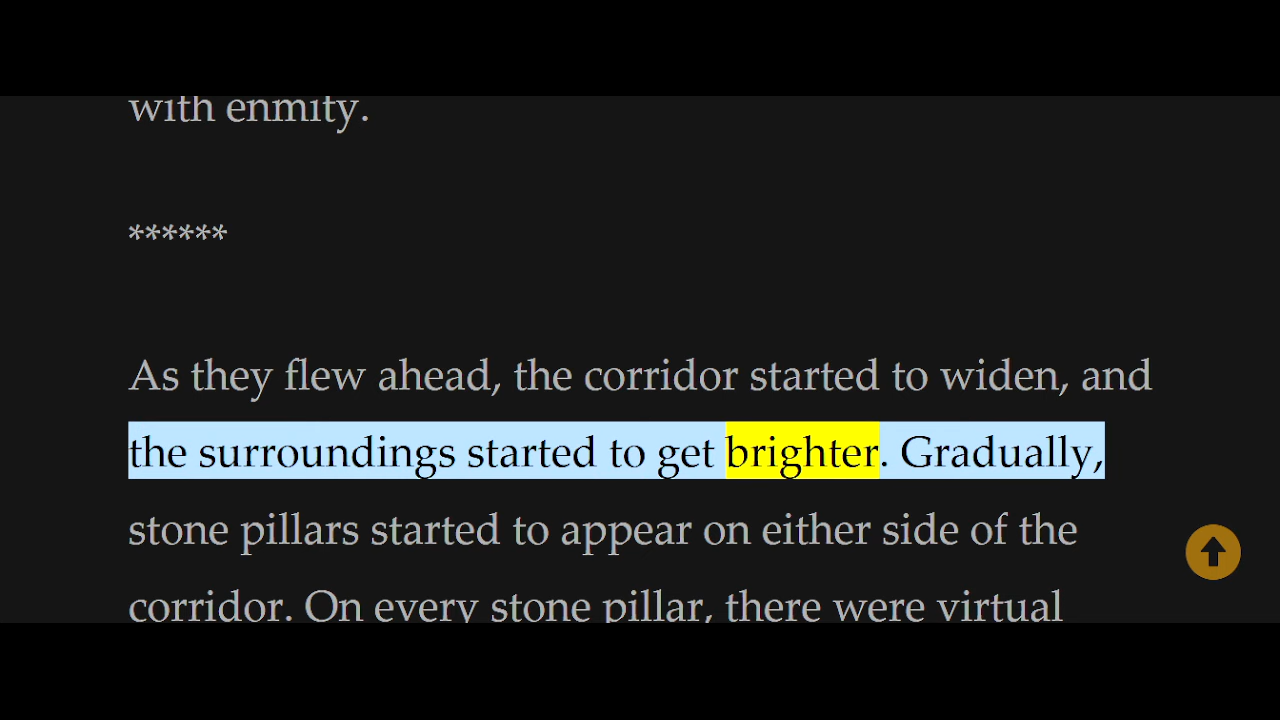 with enmity.
******
As they flew ahead, the corridor started to widen, and
the surroundings started to get brighter. Gradually,
stone pillars started to appear on either side of the
corridor. On every stone pillar, there were virtual